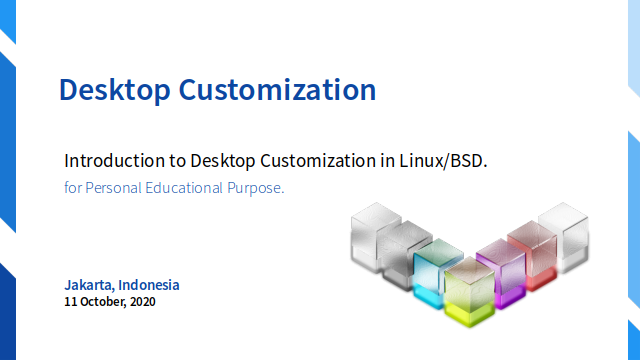 Desktop Customization
Introduction to Desktop Customization in Linux/BSD.
for Personal Educational Purpose.
Jakarta, Indonesia
11 October, 2020